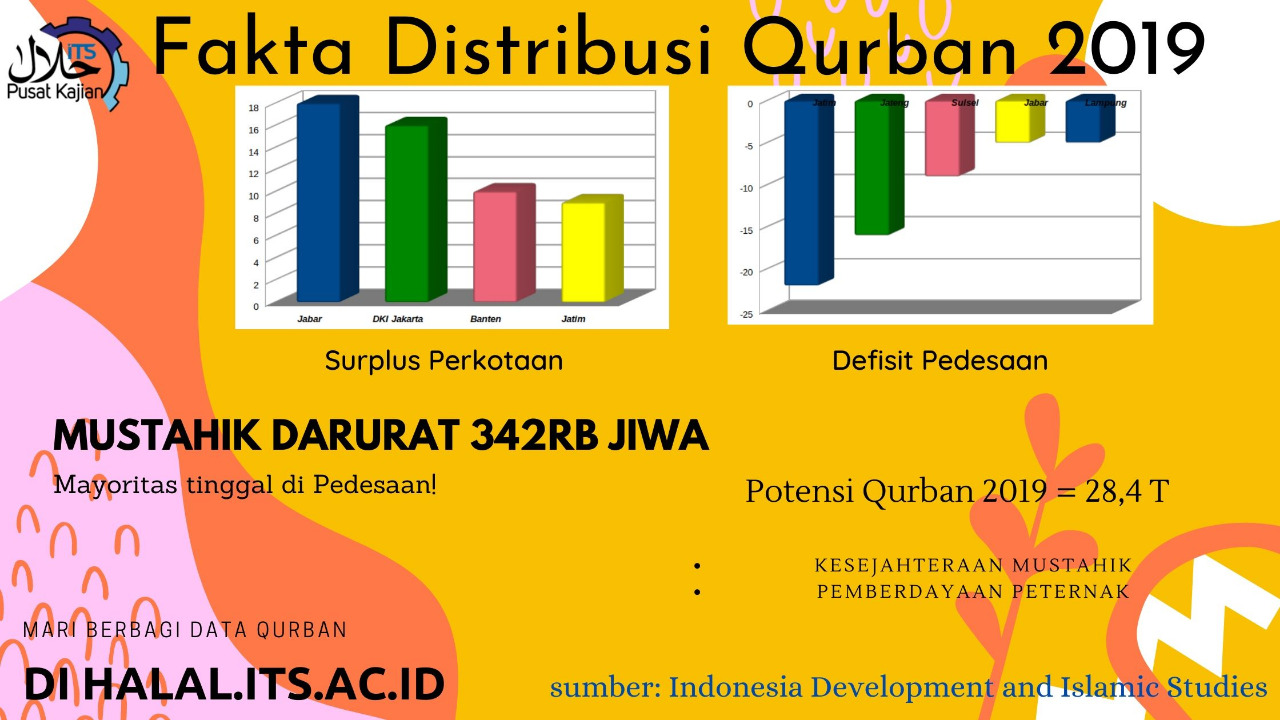 Fakta Distribusi Qurban 2019
حلال
ITS
Pusat Kajian
18
16
14
12
10
8
6
4
2
0
Jabar DKI Jakarta Banten Jatim
Surplus Perkotaan
Jatim Jateng Sulsel Jabar Lampung
0
-5
-10
-15
-20
-25
Defisit Pedesaan
MUSTAHIK DARURAT 342RB JIWA
Mayoritas tinggal di Pedesaan!
Potensi Qurban 2019 = 28,4 T
• KESEJAHTERAAN MUSTAHIK
• PEMBERDAYAAN PETERNAK
MARI BERBAGI DATA QURBAN
DI HALAL.ITS.AC.ID
sumber: Indonesia Development and Islamic Studies